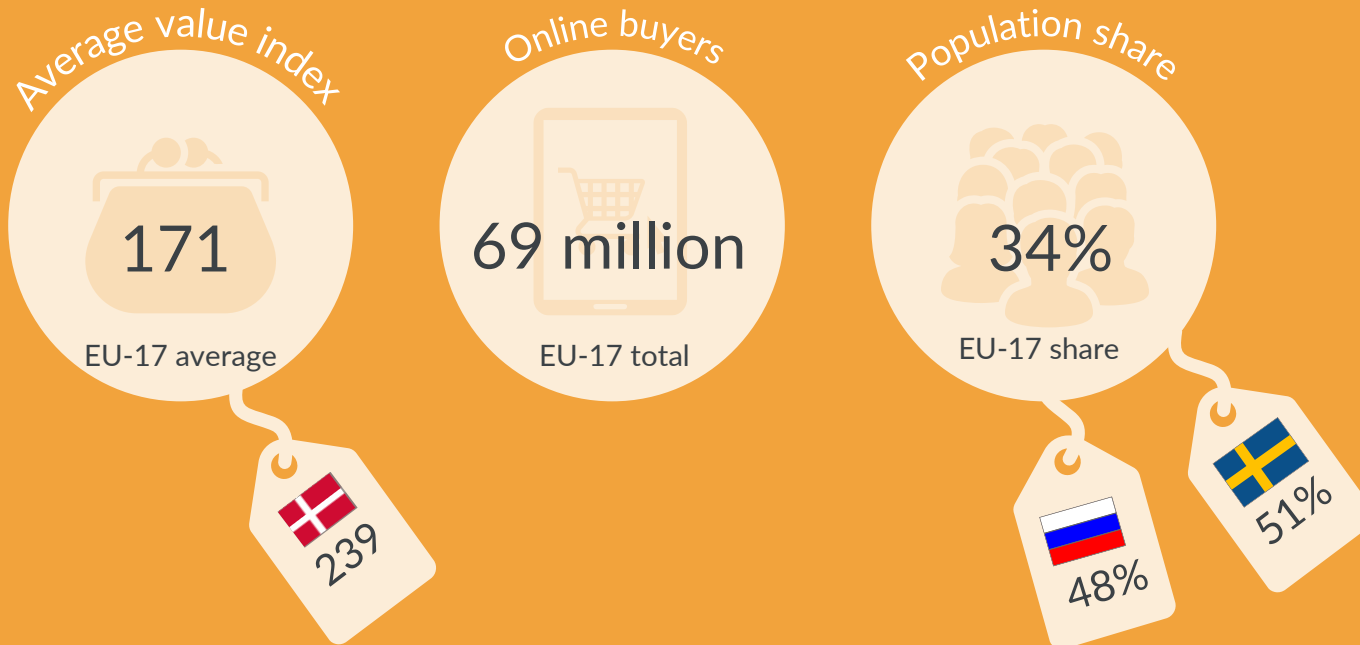 Average value index
171
EU-17 average
239
Online buyers
69 million
EU-17 total
Population share
34%
EU-17 share
48%
51%